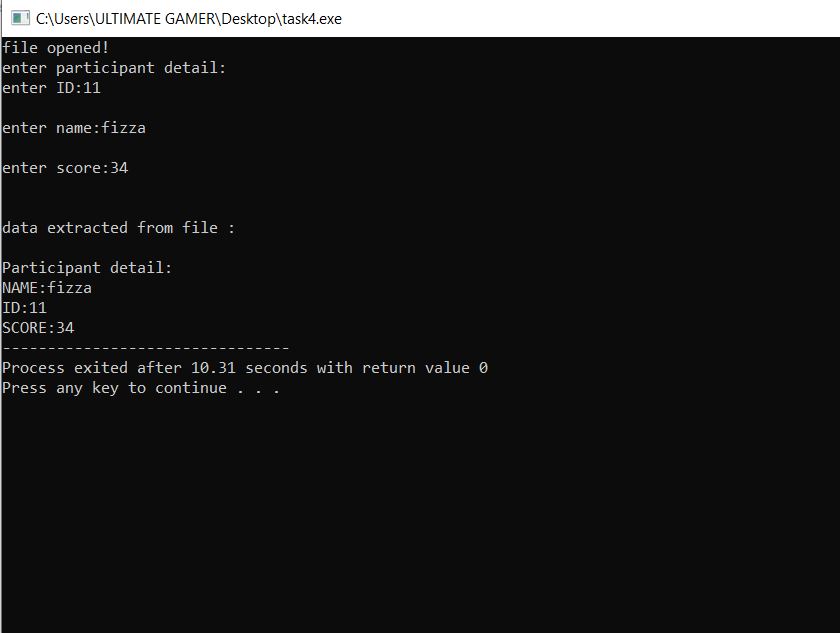 C:\Users\ULTIMATE GAMER\Desktop\task4.exe
file opened!
enter participant detail:
enter ID:11
enter name:fizza
enter score:34
data extracted from file :
Participant detail:
NAME:fizza
ID:11
SCORE:34
--------------------------------
Process exited after 10.31 seconds with return value 0
Press any key to continue . . .